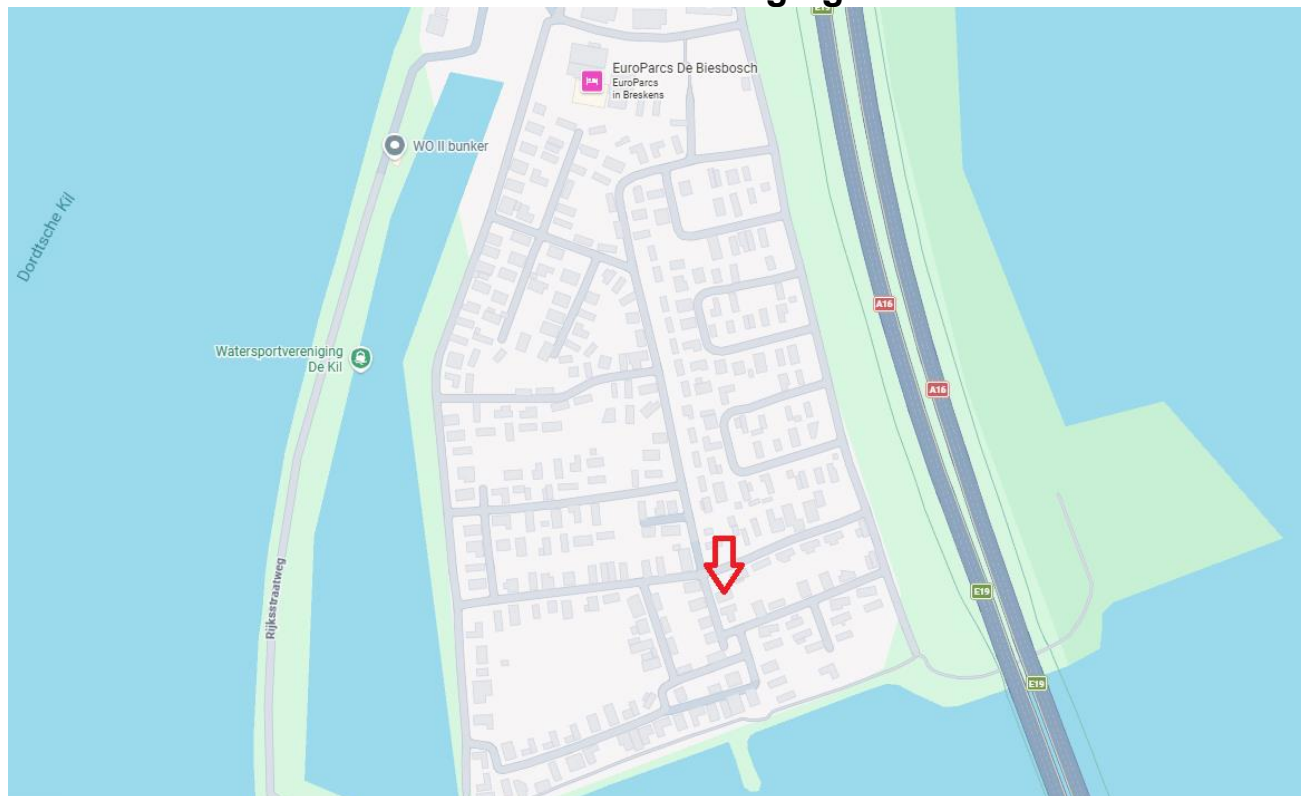 EuroParcs De Biesbosch
EuroParcs
in Breskens
WO II bunker
Dordtsche Kil
A16
Watersportvereniging
De Kil
A16
Rijksstraatweg
E19
E19